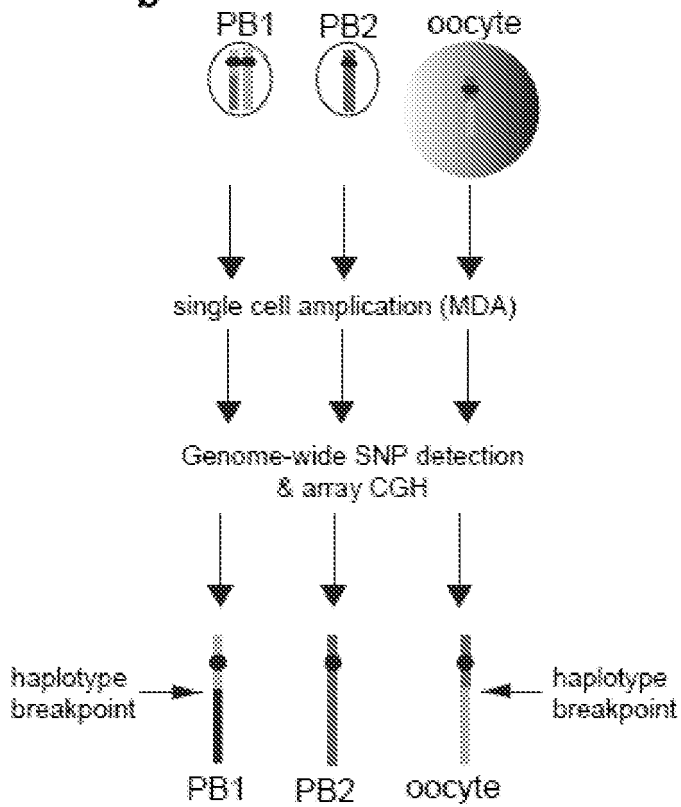 b
PB1 PB2 oocyte
single cell amplication (MDA)
Genome-wide SNP detection
& array CGH
haplotype
breakpoint
haplotype
breakpoint
PB1 PB2 oocyte